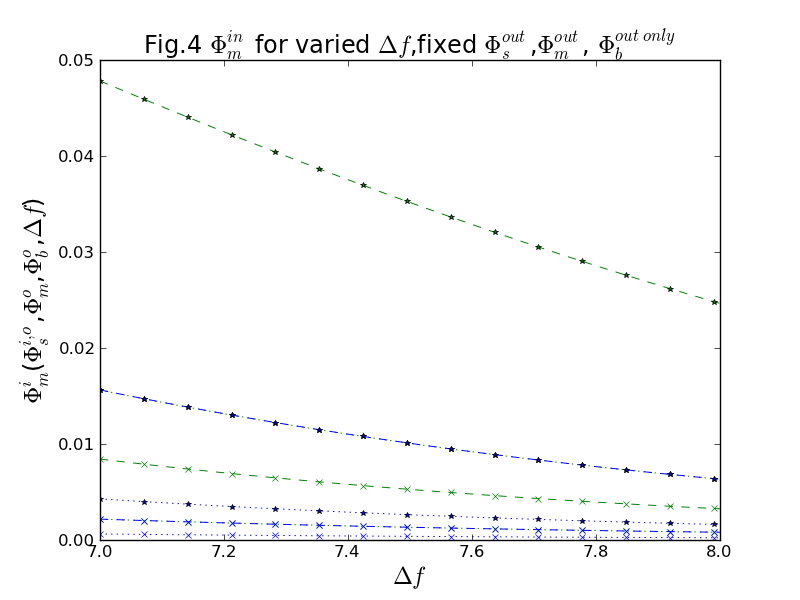 Fig.4 Φ_m^{in} for varied Δf,fixed Φ_s^{out} ,Φ_m^{out} , Φ_b^{out only}
Φ_m^i(Φ_s^{i,o},Φ_m^o,Φ_b^o,Δf)
0.05
0.04
0.03
0.02
0.01
0.00
7.0 7.2 7.4 7.6 7.8 8.0
Δf